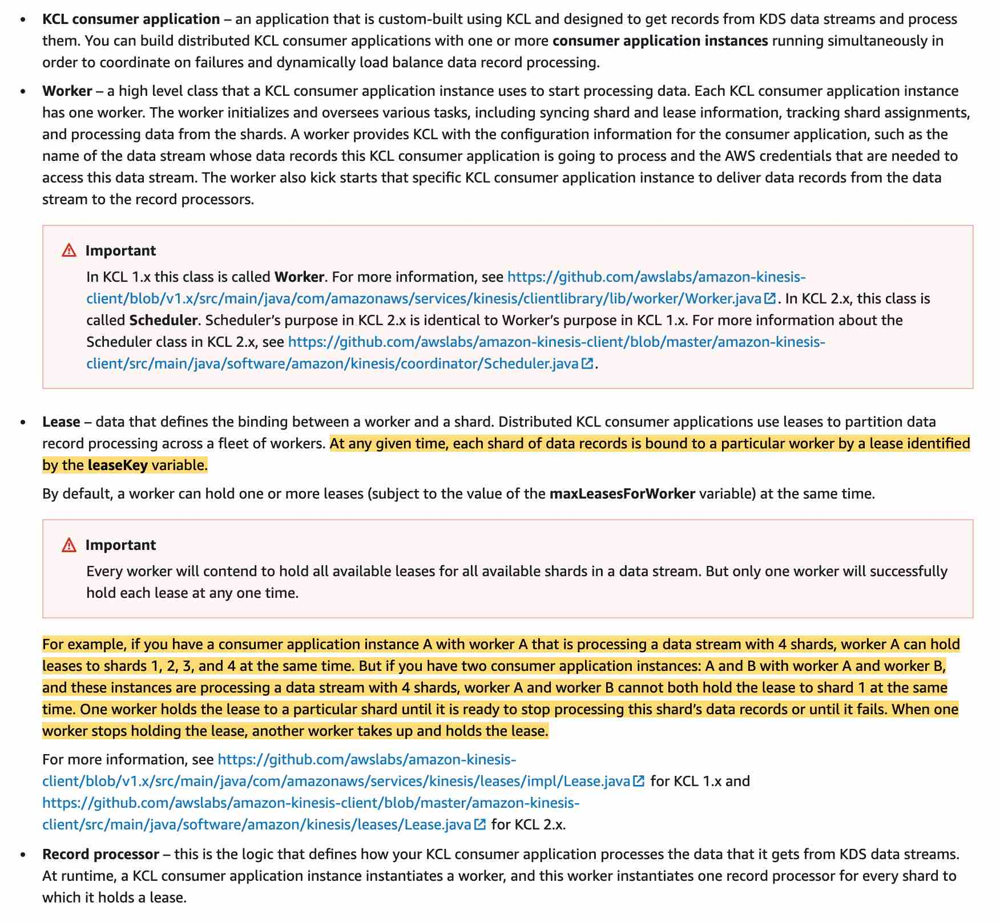 • KCL consumer application – an application that is custom-built using KCL and designed to get records from KDS data streams and process
them. You can build distributed KCL consumer applications with one or more consumer application instances running simultaneously in
order to coordinate on failures and dynamically load balance data record processing.
• Worker – a high level class that a KCL consumer application instance uses to start processing data. Each KCL consumer application instance
has one worker. The worker initializes and oversees various tasks, including syncing shard and lease information, tracking shard assignments,
and processing data from the shards. A worker provides KCL with the configuration information for the consumer application, such as the
name of the data stream whose data records this KCL consumer application is going to process and the AWS credentials that are needed to
access this data stream. The worker also kick starts that specific KCL consumer application instance to deliver data records from the data
stream to the record processors.
Important
In KCL 1.x this class is called Worker. For more information, see https://github.com/awslabs/amazon-kinesis-
client/blob/v1.x/src/main/java/com/amazonaws/services/kinesis/clientlibrary/lib/worker/Worker.java. In KCL 2.x, this class is
called Scheduler. Scheduler’s purpose in KCL 2.x is identical to Worker’s purpose in KCL 1.x. For more information about the
Scheduler class in KCL 2.x, see https://github.com/awslabs/amazon-kinesis-client/blob/master/amazon-kinesis-
client/src/main/java/software/amazon/kinesis/coordinator/Scheduler.java.
• Lease – data that defines the binding between a worker and a shard. Distributed KCL consumer applications use leases to partition data
record processing across a fleet of workers. At any given time, each shard of data records is bound to a particular worker by a lease identified
by the leaseKey variable.
By default, a worker can hold one or more leases (subject to the value of the maxLeasesForWorker variable) at the same time.
Important
Every worker will contend to hold all available leases for all available shards in a data stream. But only one worker will successfully
hold each lease at any one time.
For example, if you have a consumer application instance A with worker A that is processing a data stream with 4 shards, worker A can hold
leases to shards 1, 2, 3, and 4 at the same time. But if you have two consumer application instances: A and B with worker A and worker B,
and these instances are processing a data stream with 4 shards, worker A and worker B cannot both hold the lease to shard 1 at the same
time. One worker holds the lease to a particular shard until it is ready to stop processing this shard’s data records or until it fails. When one
worker stops holding the lease, another worker takes up and holds the lease.
For more information, see https://github.com/awslabs/amazon-kinesis-
client/blob/v1.x/src/main/java/com/amazonaws/services/kinesis/leases/impl/Lease.java for KCL 1.x and
https://github.com/awslabs/amazon-kinesis-client/blob/master/amazon-kinesis-
client/src/main/java/software/amazon/kinesis/leases/Lease.java for KCL 2.x.
• Record processor – this is the logic that defines how your KCL consumer application processes the data that it gets from KDS data streams.
At runtime, a KCL consumer application instance instantiates a worker, and this worker instantiates one record processor for every shard to
which it holds a lease.